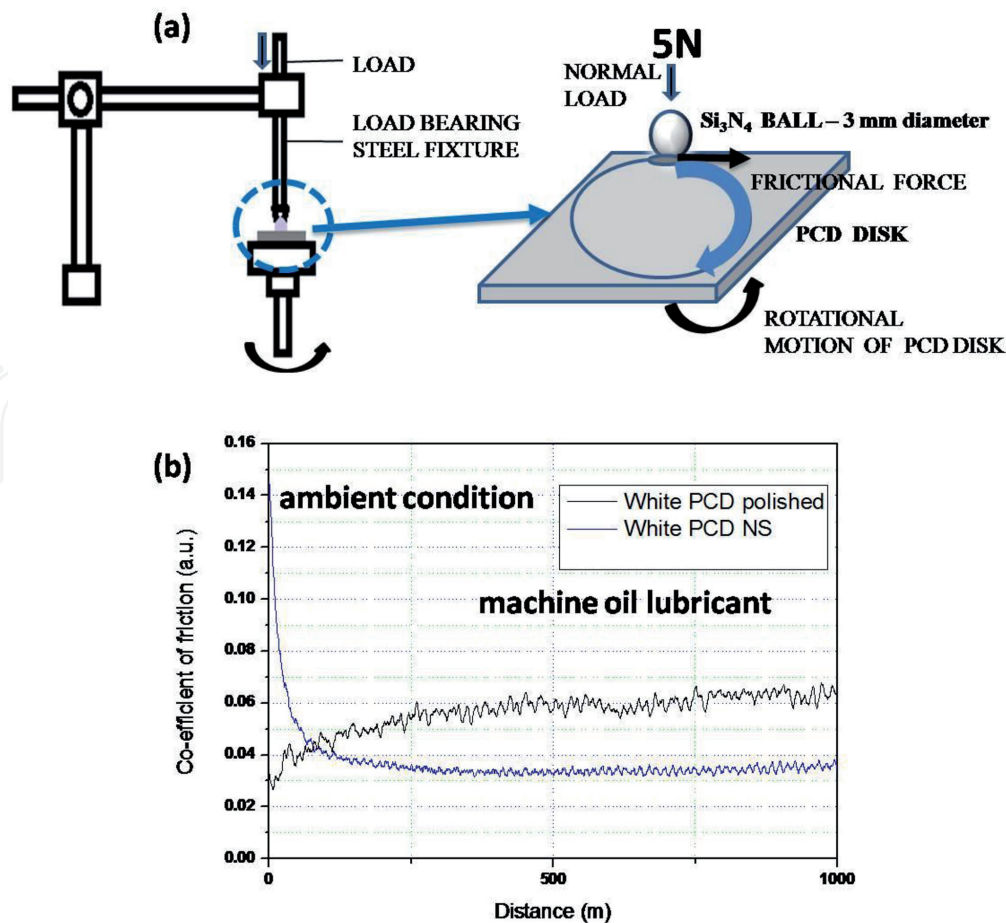 (a)
LOAD
LOAD BEARING
STEEL FIXTURE
5N
NORMAL
LOAD
Si₃N₄ BALL – 3 mm diameter
FRICTIONAL FORCE
PCD DISK
ROTATIONAL
MOTION OF PCD DISK
(b)
Co-efficient of friction (a.u.)
0.16
0.14
0.12
0.10
0.08
0.06
0.04
0.02
0.00
ambient condition
White PCD polished
White PCD NS
machine oil lubricant
0
500
1000
Distance (m)